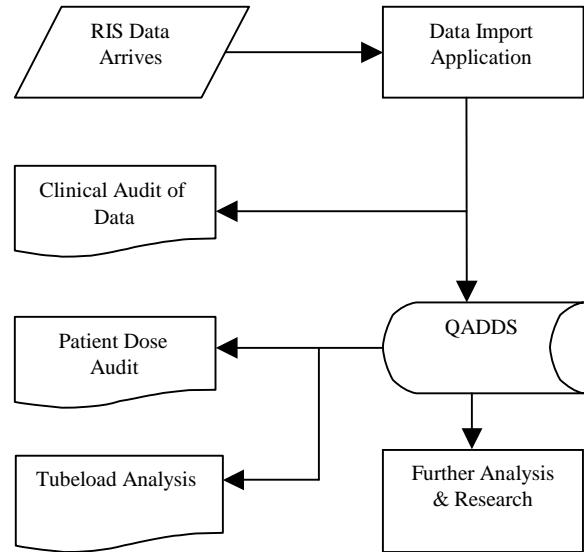 RIS Data
Arrives
Data Import
Application
Clinical Audit of
Data
QADDS
Patient Dose
Audit
Tubeload Analysis
Further Analysis
& Research